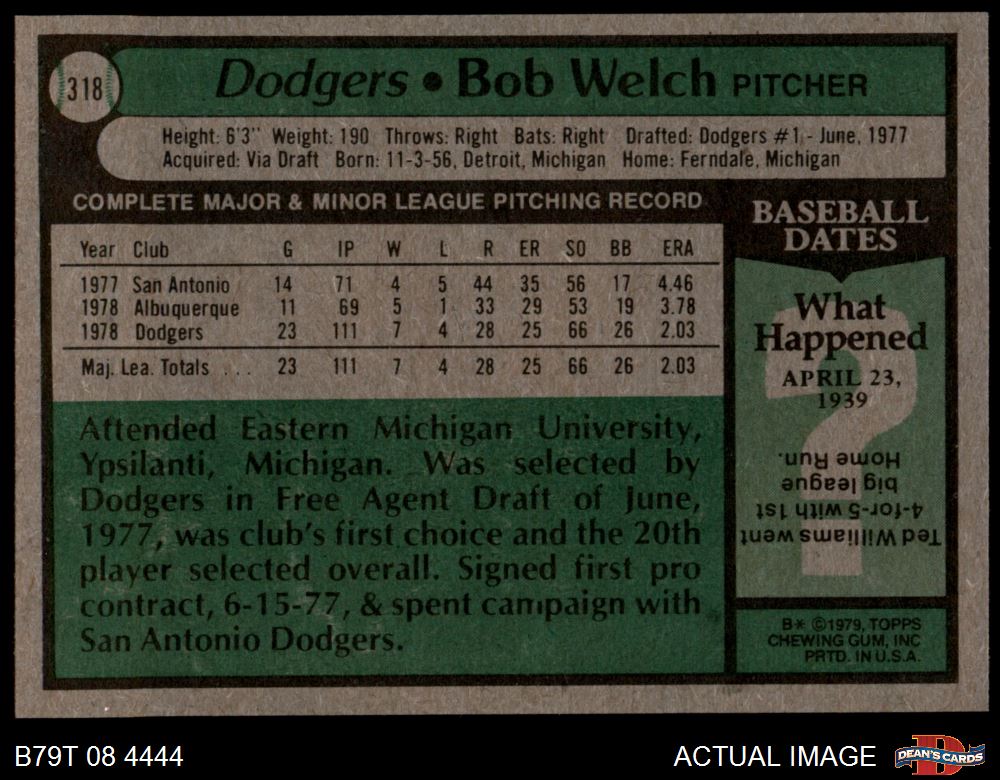 318
Dodgers • Bob Welch PITCHER
Height: 6'3" Weight: 190 Throws: Right Bats: Right Drafted: Dodgers #1 - June, 1977
Acquired: Via Draft Born: 11-3-56, Detroit, Michigan Home: Ferndale, Michigan
COMPLETE MAJOR & MINOR LEAGUE PITCHING RECORD
Year Club G IP W L R ER SO BB ERA
1977 San Antonio 14 71 4 5 44 35 56 17 4.46
1978 Albuquerque 11 69 5 1 33 29 53 19 3.78
1978 Dodgers 23 111 7 4 28 25 66 26 2.03
Maj. Lea. Totals . . . 23 111 7 4 28 25 66 26 2.03
Attended Eastern Michigan University,
Ypsilanti, Michigan. Was selected by
Dodgers in Free Agent Draft of June,
1977, was club's first choice and the 20th
player selected overall. Signed first pro
contract, 6-15-77, & spent campaign with
San Antonio Dodgers.
BASEBALL
DATES
What
Happened
APRIL 23,
1939
?
Ted Williams went
4-for-5 with 1st
big league
Home Run.
B* ©1979, TOPPS
CHEWING GUM, INC
PRTD. IN U.S.A.
B79T 08 4444
ACTUAL IMAGE
D
DEAN'S CARDS